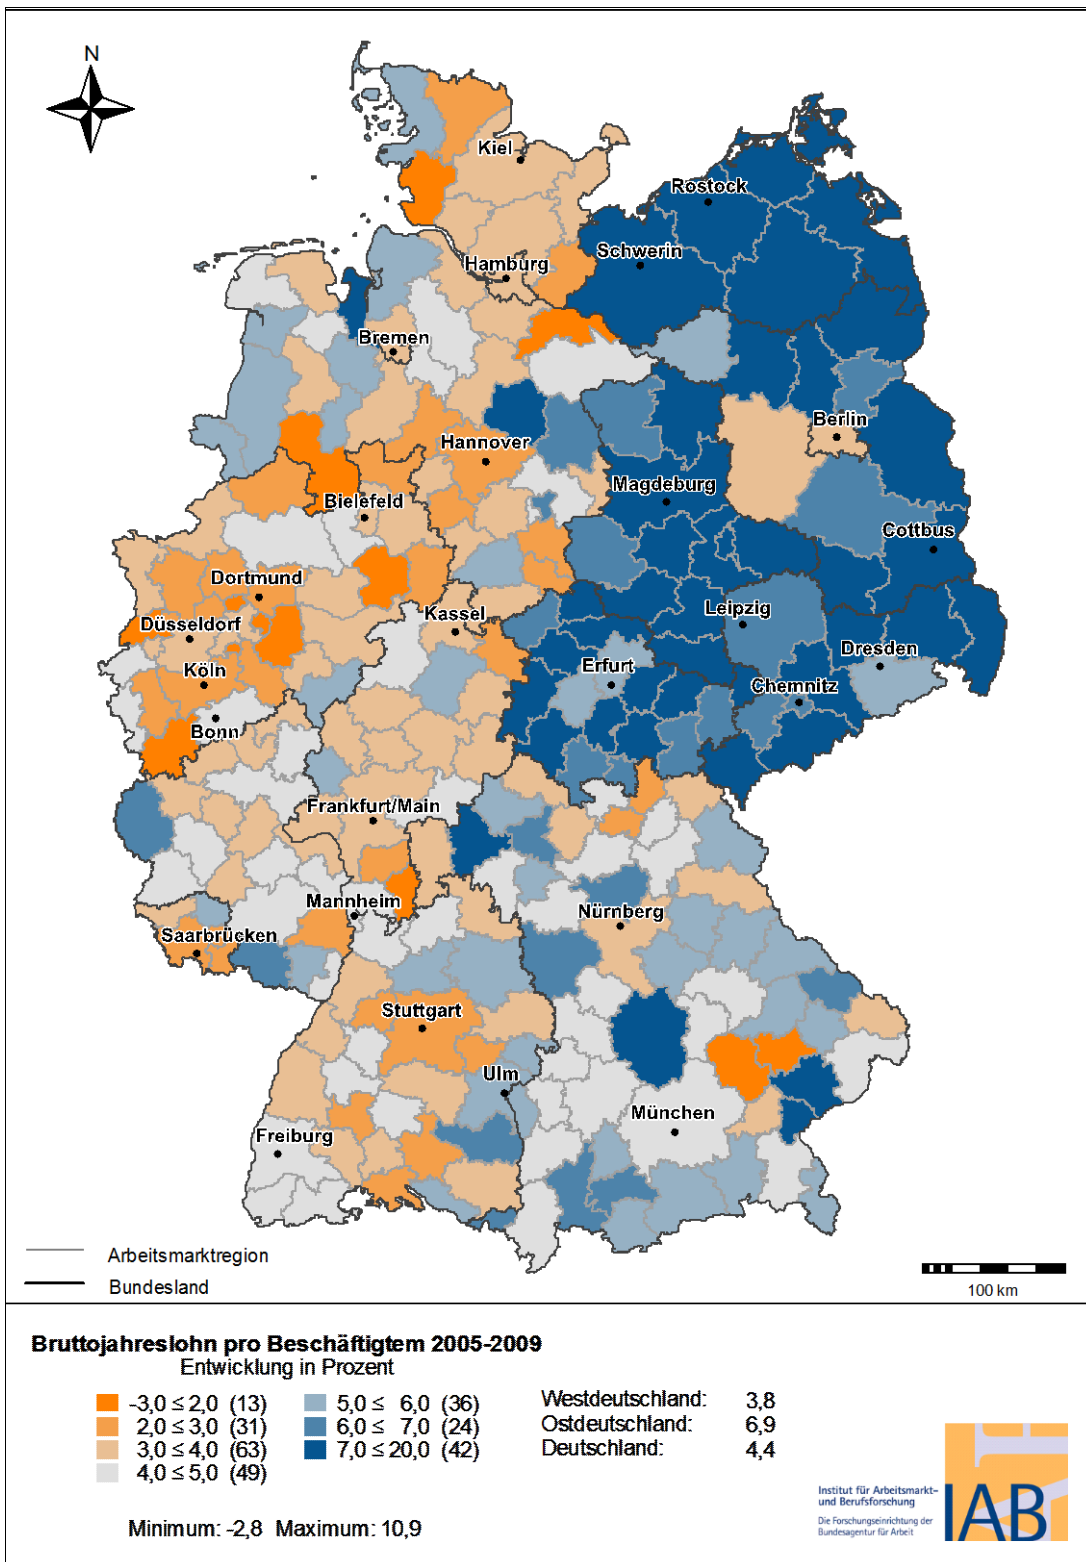 N
Kiel
Rostock
Schwerin
Hamburg
Bremen
Berlin
Hannover
Magdeburg
Bielefeld
Cottbus
Dortmund
Leipzig
Kassel
Düsseldorf
Dresden
Köln
Erfurt
Chemnitz
Bonn
Frankfurt/Main
Mannheim
Nürnberg
Saarbrücken
Stuttgart
Ulm
München
Freiburg
Arbeitsmarktregion
Bundesland
100 km
Bruttojahreslohn pro Beschäftigtem 2005-2009
Entwicklung in Prozent
-3,0 ≤ 2,0 (13)
2,0 ≤ 3,0 (31)
3,0 ≤ 4,0 (63)
4,0 ≤ 5,0 (49)
5,0 ≤ 6,0 (36)
6,0 ≤ 7,0 (24)
7,0 ≤ 20,0 (42)
Westdeutschland: 3,8
Ostdeutschland: 6,9
Deutschland: 4,4
Minimum: -2,8 Maximum: 10,9
Institut für Arbeitsmarkt-
und Berufsforschung
Die Forschungseinrichtung der
Bundesagentur für Arbeit
IAB